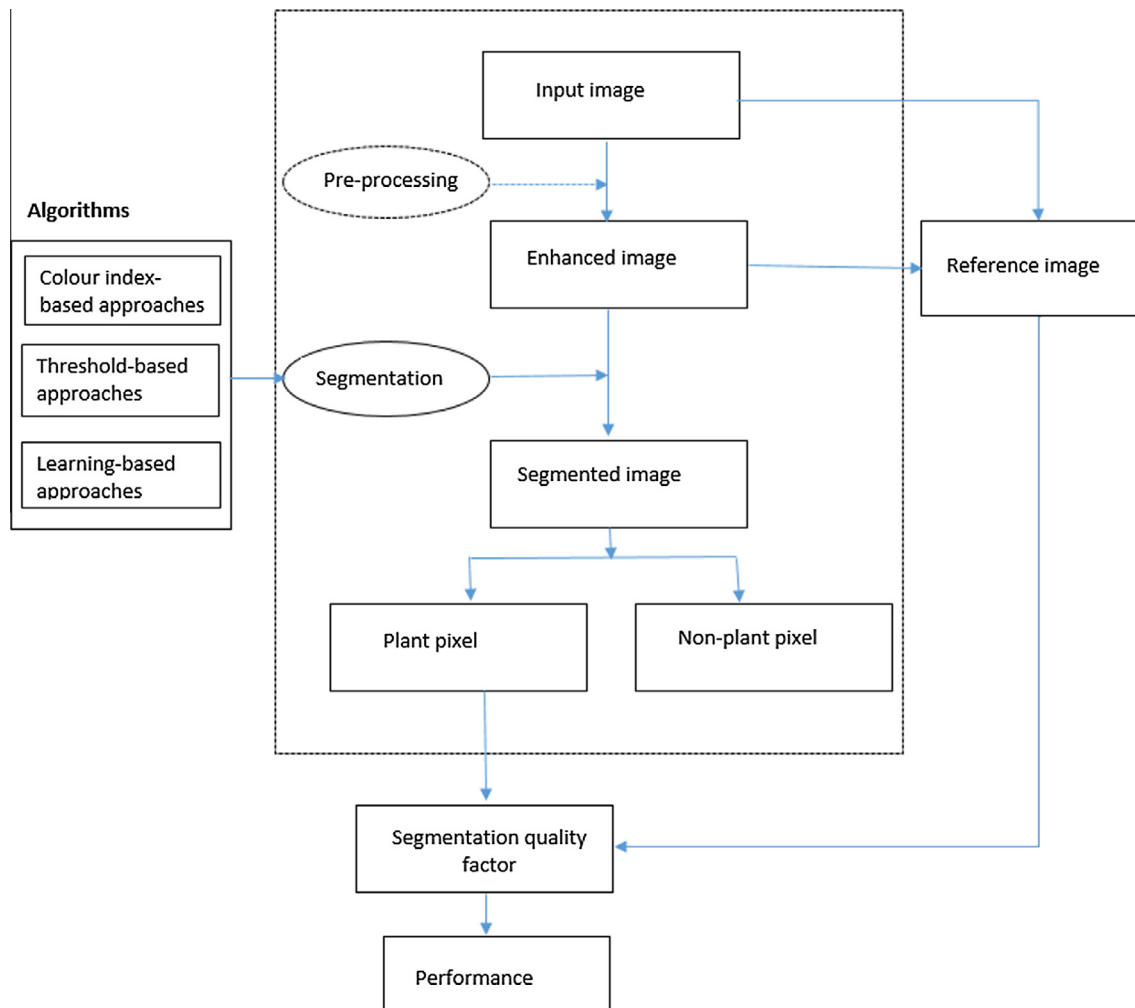 Input image
Pre-processing
Algorithms
Enhanced image
Reference image
Colour index-
based approaches
Threshold-based
approaches
Segmentation
Learning-based
approaches
Segmented image
Plant pixel
Non-plant pixel
Segmentation quality
factor
Performance